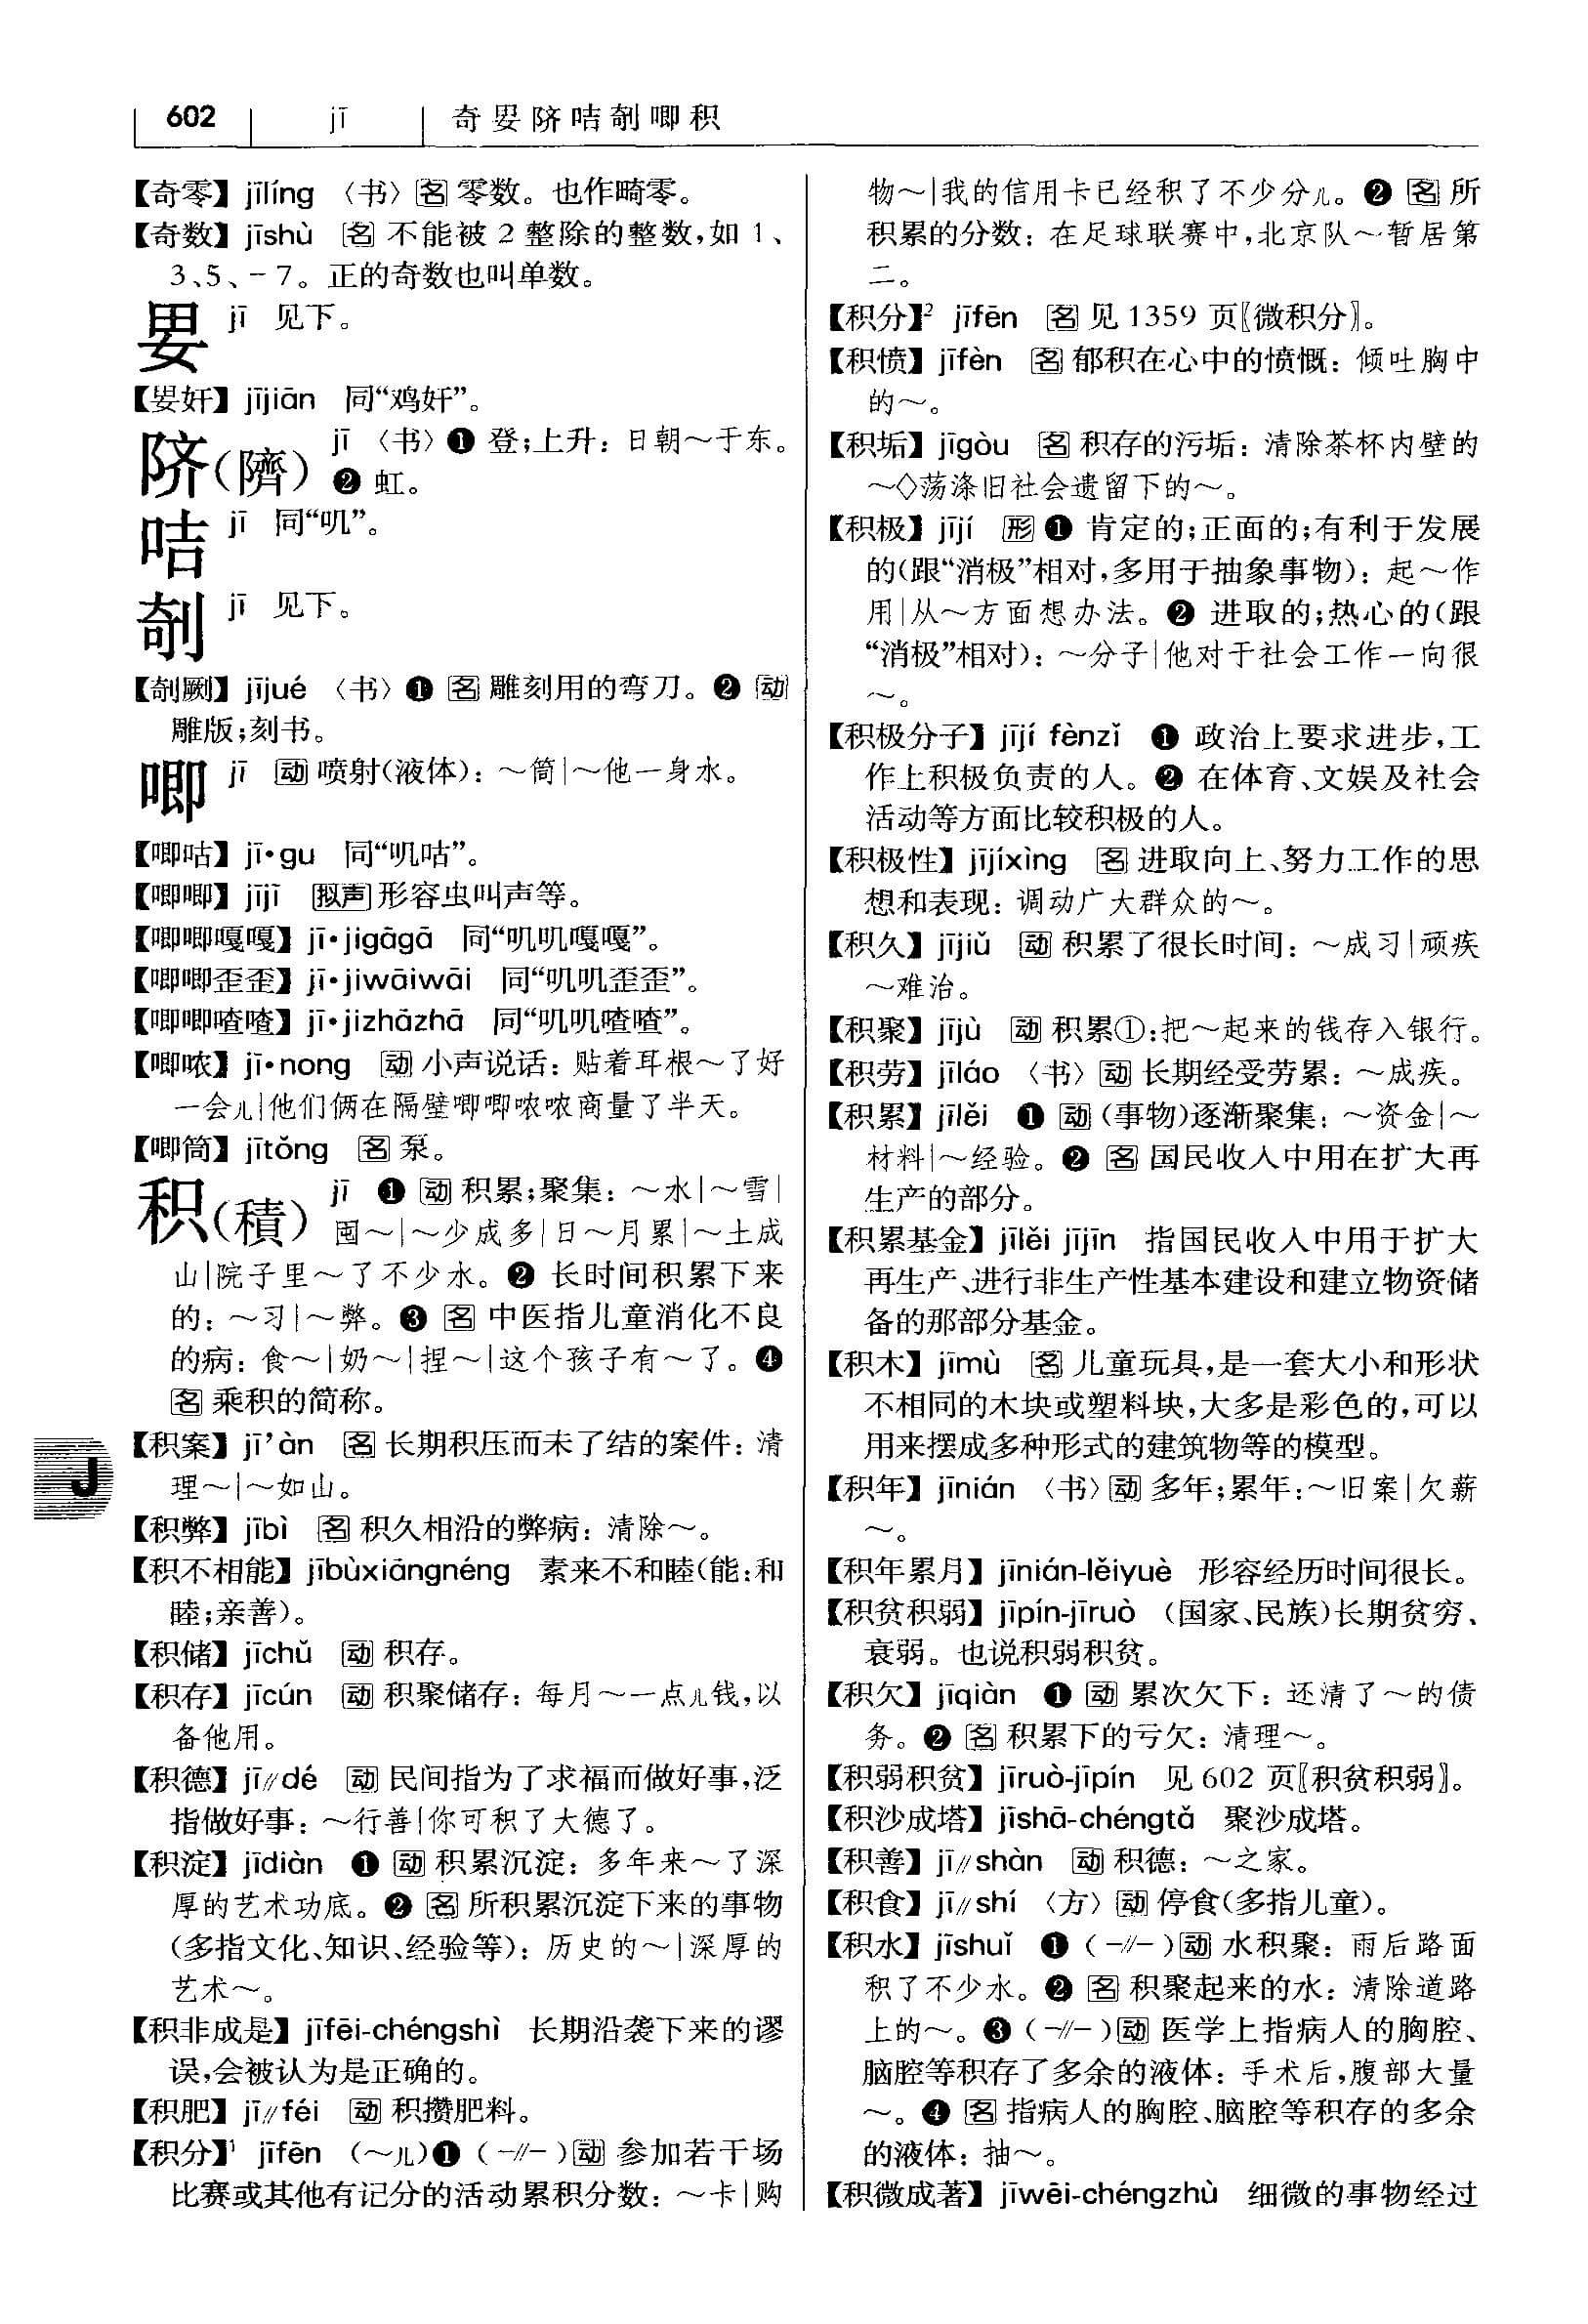 602 jī 奇㚻隮咭剞唧积
【奇零】 jīlíng 〈书〉 名 零数。也作畸零。
【奇数】 jīshù 名 不能被 2 整除的整数,如 1、
3、5、-7。正的奇数也叫单数。
㚻 jī 见下。
【㚻奸】 jījiān 同“鸡奸”。
𬯀(隮) jī 〈书〉❶ 登;上升:日朝～于东。
❷ 虹。
咭 jī 同“叽”。
剞 jī 见下。
【剞劂】 jījué 〈书〉❶ 名 雕刻用的弯刀。❷ 动
雕版;刻书。
唧 jī 动 喷射(液体):～筒|～他一身水。
【唧咕】 jī·gu 同“叽咕”。
【唧唧】 jījī 拟声 形容虫叫声等。
【唧唧嘎嘎】 jī·jigāgā 同“叽叽嘎嘎”。
【唧唧歪歪】 jī·jiwāiwāi 同“叽叽歪歪”。
【唧唧喳喳】 jī·jizhāzhā 同“叽叽喳喳”。
【唧哝】 jī·nong 动 小声说话:贴着耳根～了好
一会儿|他们俩在隔壁唧唧哝哝商量了半天。
【唧筒】 jītǒng 名 泵。
积(積) jī ❶ 动 积累;聚集:～水|～雪|
囤～|～少成多|日～月累|～土成
山|院子里～了不少水。❷ 长时间积累下来
的:～习|～弊。❸ 名 中医指儿童消化不良
的病:食～|奶～|捏～|这个孩子有～了。❹
名 乘积的简称。
【积案】 jī’àn 名 长期积压而未了结的案件:清
理～|～如山。
【积弊】 jībì 名 积久相沿的弊病:清除～。
【积不相能】 jībùxiāngnéng 素来不和睦(能:和
睦;亲善)。
【积储】 jīchǔ 动 积存。
【积存】 jīcún 动 积聚储存:每月～一点儿钱,以
备他用。
【积德】 jī//dé 动 民间指为了求福而做好事,泛
指做好事:～行善|你可积了大德了。
【积淀】 jīdiàn ❶ 动 积累沉淀:多年来～了深
厚的艺术功底。❷ 名 所积累沉淀下来的事物
(多指文化、知识、经验等):历史的～|深厚的
艺术～。
【积非成是】 jīfēi-chéngshì 长期沿袭下来的谬
误,会被认为是正确的。
【积肥】 jī//féi 动 积攒肥料。
【积分】¹ jīfēn (～儿)❶ (-//-)动 参加若干场
比赛或其他有记分的活动累积分数:～卡|购
物～|我的信用卡已经积了不少分儿。❷ 名 所
积累的分数:在足球联赛中,北京队～暂居第
二。
【积分】² jīfēn 名 见 1359 页〖微积分〗。
【积愤】 jīfèn 名 郁积在心中的愤慨:倾吐胸中
的～。
【积垢】 jīgòu 名 积存的污垢:清除茶杯内壁的
～◇荡涤旧社会遗留下的～。
【积极】 jījí 形 ❶ 肯定的;正面的;有利于发展
的(跟“消极”相对,多用于抽象事物):起～作
用|从～方面想办法。❷ 进取的;热心的(跟
“消极”相对):～分子|他对于社会工作一向很
～。
【积极分子】 jījí fènzǐ ❶ 政治上要求进步,工
作上积极负责的人。❷ 在体育、文娱及社会
活动等方面比较积极的人。
【积极性】 jījíxìng 名 进取向上、努力工作的思
想和表现:调动广大群众的～。
【积久】 jījiǔ 动 积累了很长时间:～成习|顽疾
～难治。
【积聚】 jījù 动 积累①:把～起来的钱存入银行。
【积劳】 jīláo 〈书〉 动 长期经受劳累:～成疾。
【积累】 jīlěi ❶ 动 (事物)逐渐聚集:～资金|～
材料|～经验。❷ 名 国民收入中用在扩大再
生产的部分。
【积累基金】 jīlěi jījīn 指国民收入中用于扩大
再生产、进行非生产性基本建设和建立物资储
备的那部分基金。
【积木】 jīmù 名 儿童玩具,是一套大小和形状
不相同的木块或塑料块,大多是彩色的,可以
用来摆成多种形式的建筑物等的模型。
J
【积年】 jīnián 〈书〉 动 多年;累年:～旧案|欠薪
～。
【积年累月】 jīnián-lěiyuè 形容经历时间很长。
【积贫积弱】 jīpín-jīruò (国家、民族)长期贫穷、
衰弱。也说积弱积贫。
【积欠】 jīqiàn ❶ 动 累次欠下:还清了～的债
务。❷ 名 积累下的亏欠:清理～。
【积弱积贫】 jīruò-jīpín 见 602 页〖积贫积弱〗。
【积沙成塔】 jīshā-chéngtǎ 聚沙成塔。
【积善】 jī//shàn 动 积德:～之家。
【积食】 jī//shí 〈方〉 动 停食(多指儿童)。
【积水】 jīshuǐ ❶ (-//-)动 水积聚:雨后路面
积了不少水。❷ 名 积聚起来的水:清除道路
上的～。❸ (-//-)动 医学上指病人的胸腔、
脑腔等积存了多余的液体:手术后,腹部大量
～。❹ 名 指病人的胸腔、脑腔等积存的多余
的液体:抽～。
【积微成著】 jīwēi-chéngzhù 细微的事物经过